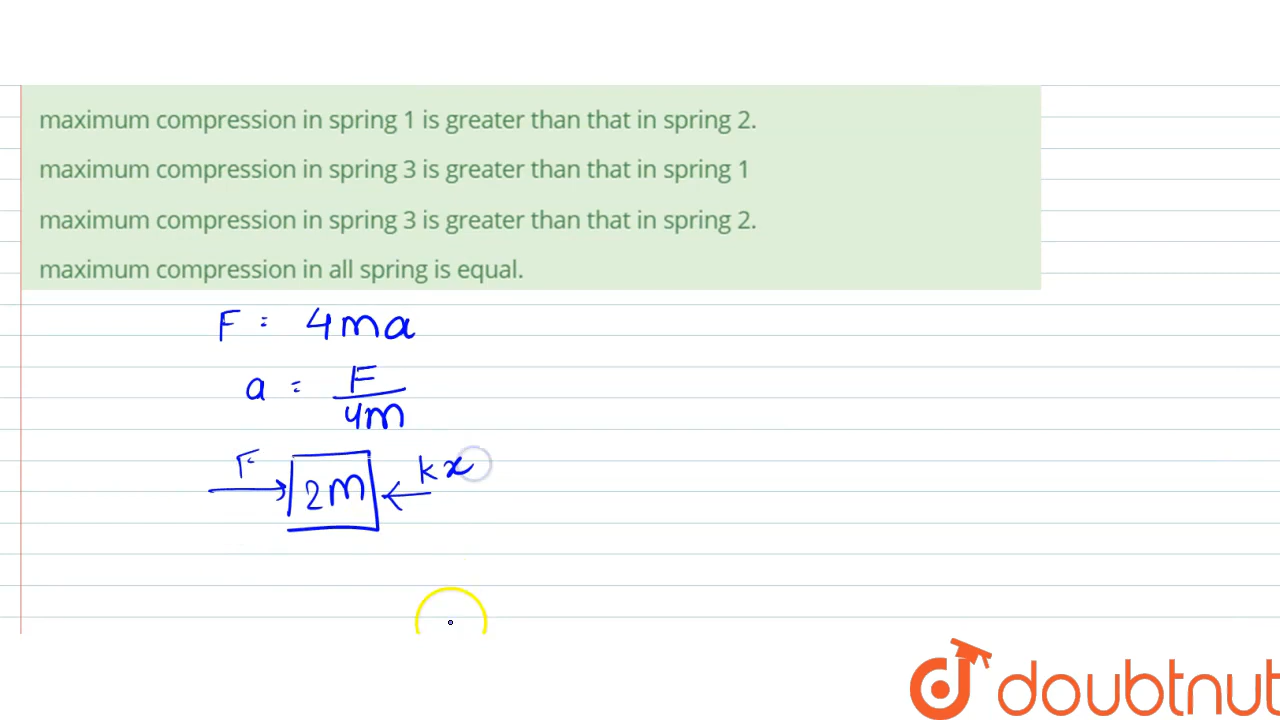 maximum compression in spring 1 is greater than that in spring 2.
maximum compression in spring 3 is greater than that in spring 1
maximum compression in spring 3 is greater than that in spring 2.
maximum compression in all spring is equal.
F = 4ma
a = F/4m
F 2m kx
doubtnut